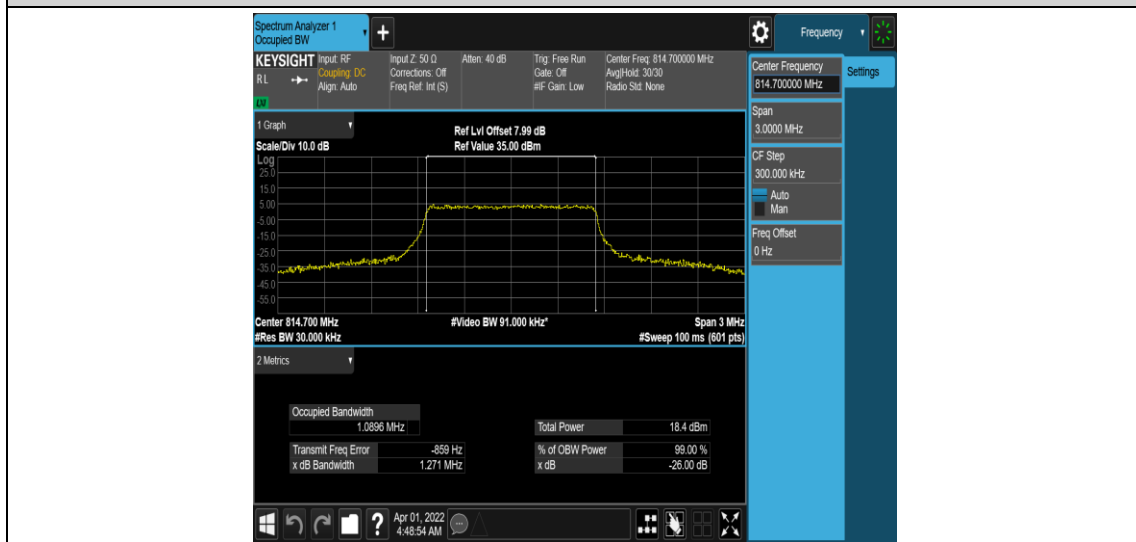 Spectrum Analyzer 1
Occupied BW
Frequency
KEYSIGHT
RL
LXI
Input: RF
Coupling: DC
Align: Auto
Input Z: 50 Ω
Corrections: Off
Freq Ref: Int (S)
Atten: 40 dB
Trig: Free Run
Gate: Off
#IF Gain: Low
Center Freq: 814.700000 MHz
Avg|Hold: 30/30
Radio Std: None
Center Frequency
814.700000 MHz
Settings
Span
3.0000 MHz
CF Step
300.000 kHz
Auto
Man
Freq Offset
0 Hz
1 Graph
Ref Lvl Offset 7.99 dB
Scale/Div 10.0 dB
Ref Value 35.00 dBm
Log
25.0
15.0
5.00
-5.00
-15.0
-25.0
-35.0
-45.0
-55.0
Center 814.700 MHz
#Video BW 91.000 kHz*
Span 3 MHz
#Res BW 30.000 kHz
#Sweep 100 ms (601 pts)
2 Metrics
Occupied Bandwidth
1.0896 MHz
Total Power 18.4 dBm
Transmit Freq Error -859 Hz
% of OBW Power 99.00 %
x dB Bandwidth 1.271 MHz
x dB -26.00 dB
?
Apr 01, 2022
4:48:54 AM